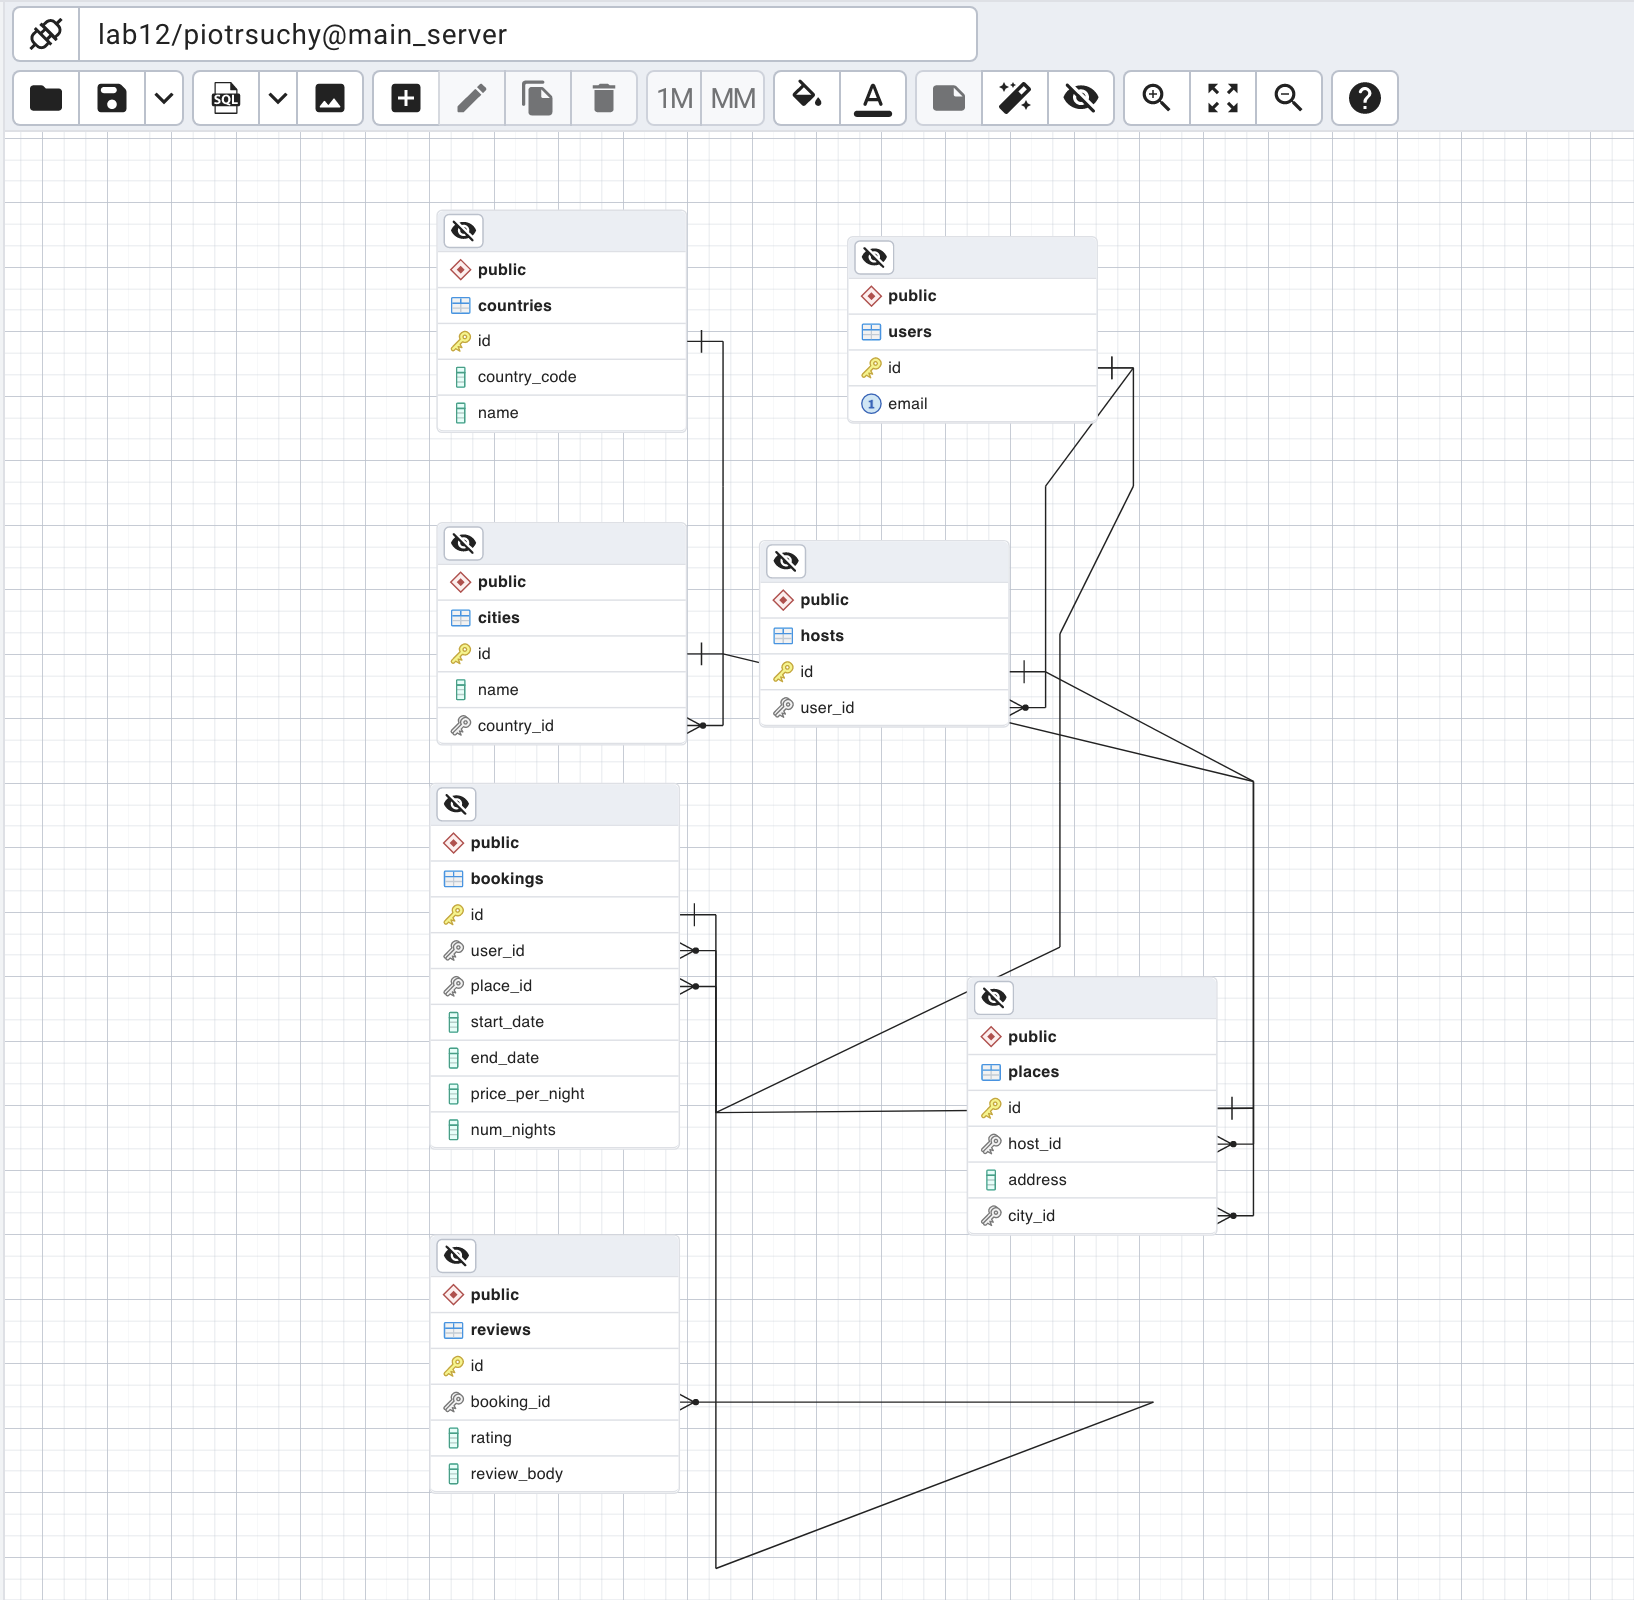 lab12/piotrsuchy@main_server
SQL 1M MM A ?
public
countries
id
country_code
name
public
users
id
1 email
public
cities
id
name
country_id
public
hosts
id
user_id
public
bookings
id
user_id
place_id
start_date
end_date
price_per_night
num_nights
public
places
id
host_id
address
city_id
public
reviews
id
booking_id
rating
review_body